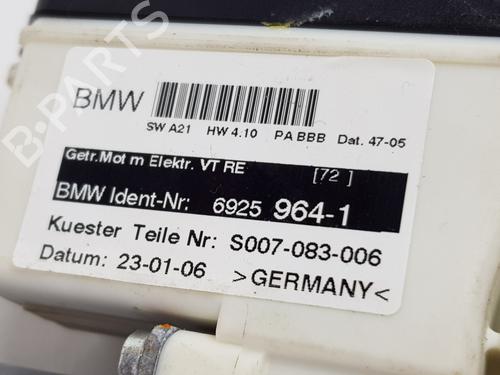 BMW
SW A21 HW 4.10 PA BBB Dat. 47-05
Getr.Mot m Elektr. VT RE [72 ]
BMW Ident-Nr: 6925 964-1
Kuester Teile Nr: S007-083-006
Datum: 23-01-06 >GERMANY<
B-PARTS